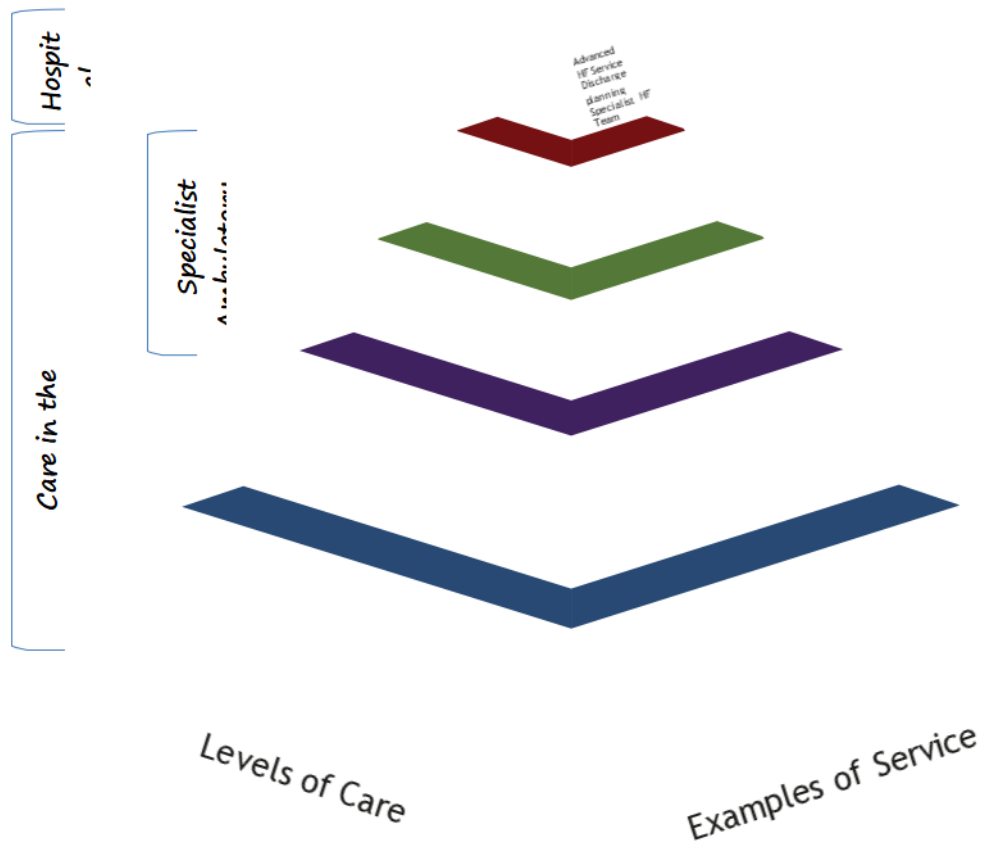 Hospit
al
Advanced
HF Service
Discharge
planning
Specialist HF
Team
Specialist
Care in the
Levels of Care
Examples of Service